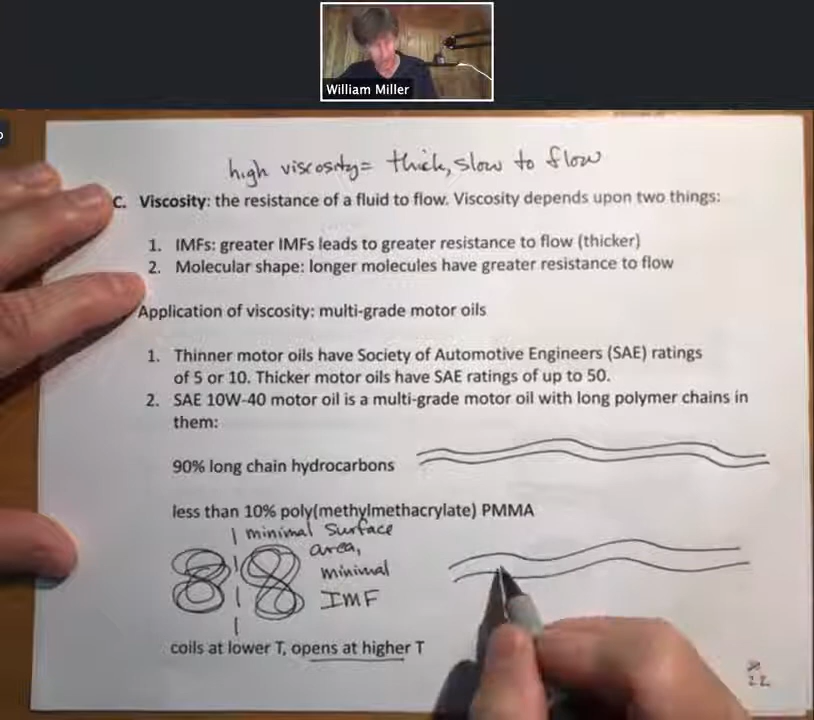 William Miller
high viscosity = thick, slow to flow
C. Viscosity: the resistance of a fluid to flow. Viscosity depends upon two things:
1. IMFs: greater IMFs leads to greater resistance to flow (thicker)
2. Molecular shape: longer molecules have greater resistance to flow
Application of viscosity: multi-grade motor oils
1. Thinner motor oils have Society of Automotive Engineers (SAE) ratings
of 5 or 10. Thicker motor oils have SAE ratings of up to 50.
2. SAE 10W-40 motor oil is a multi-grade motor oil with long polymer chains in
them:
90% long chain hydrocarbons
less than 10% poly(methylmethacrylate) PMMA
minimal surface
area,
minimal
IMF
coils at lower T, opens at higher T
22